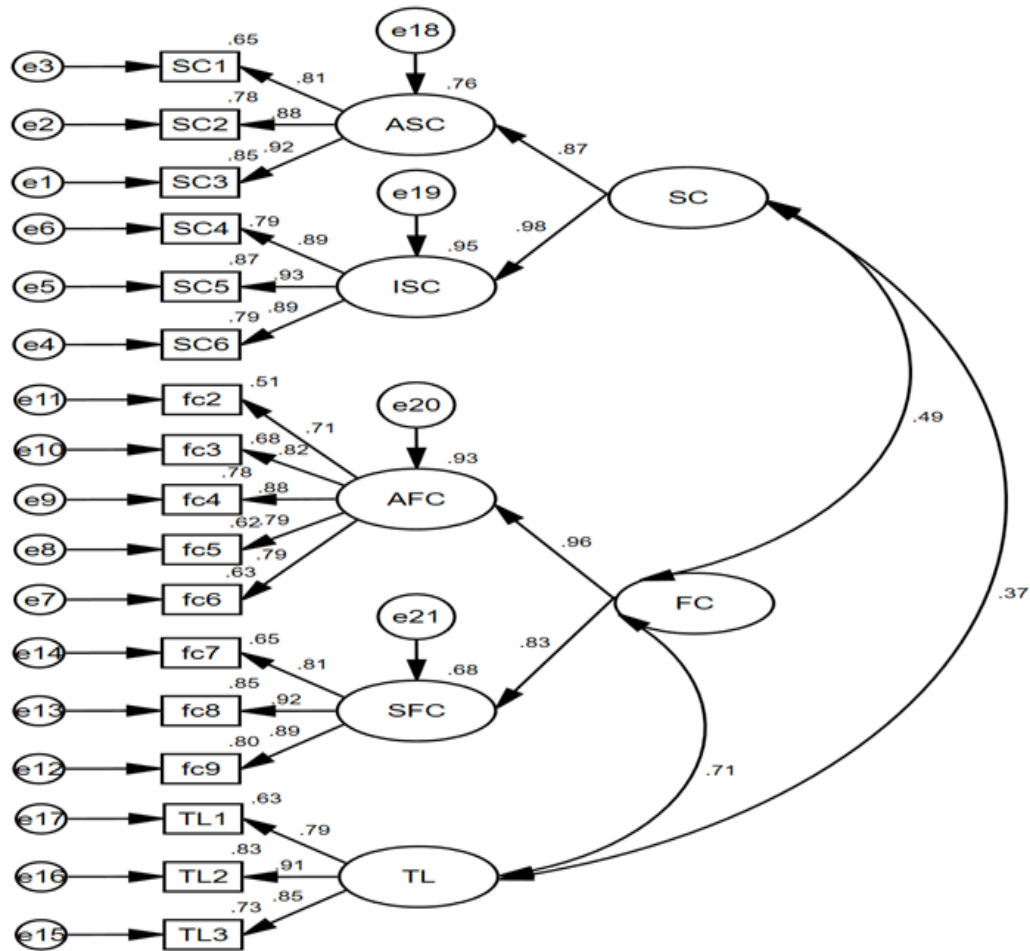 e18
.65
e3 SC1 .81 .76
.78
e2 SC2 .88 ASC
.87
.85 .92
e1 SC3
e19
SC
e6 SC4 .79 .89 .98
.95
.87
e5 SC5 .93 ISC
.79 .89
e4 SC6
.51
e11 fc2 e20
.71
.49
e10 fc3 .68 .82 .93
.78
e9 fc4 .88 AFC
.62 .79
e8 fc5 .96
.79
.63
e7 fc6 FC
.37
e21
.83
e14 fc7 .65 .81 .68
.85
e13 fc8 .92 SFC
.80 .89
e12 fc9 .71
.63
e17 TL1 .79
.83
e16 TL2 .91 TL
.73 .85
e15 TL3